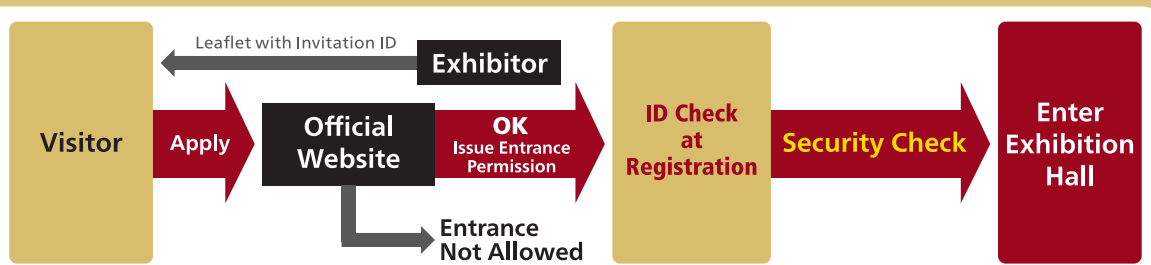 Leaflet with Invitation ID
Exhibitor
Visitor
Apply
Official
Website
OK
Issue Entrance
Permission
Entrance
Not Allowed
ID Check
at
Registration
Security Check
Enter
Exhibition
Hall